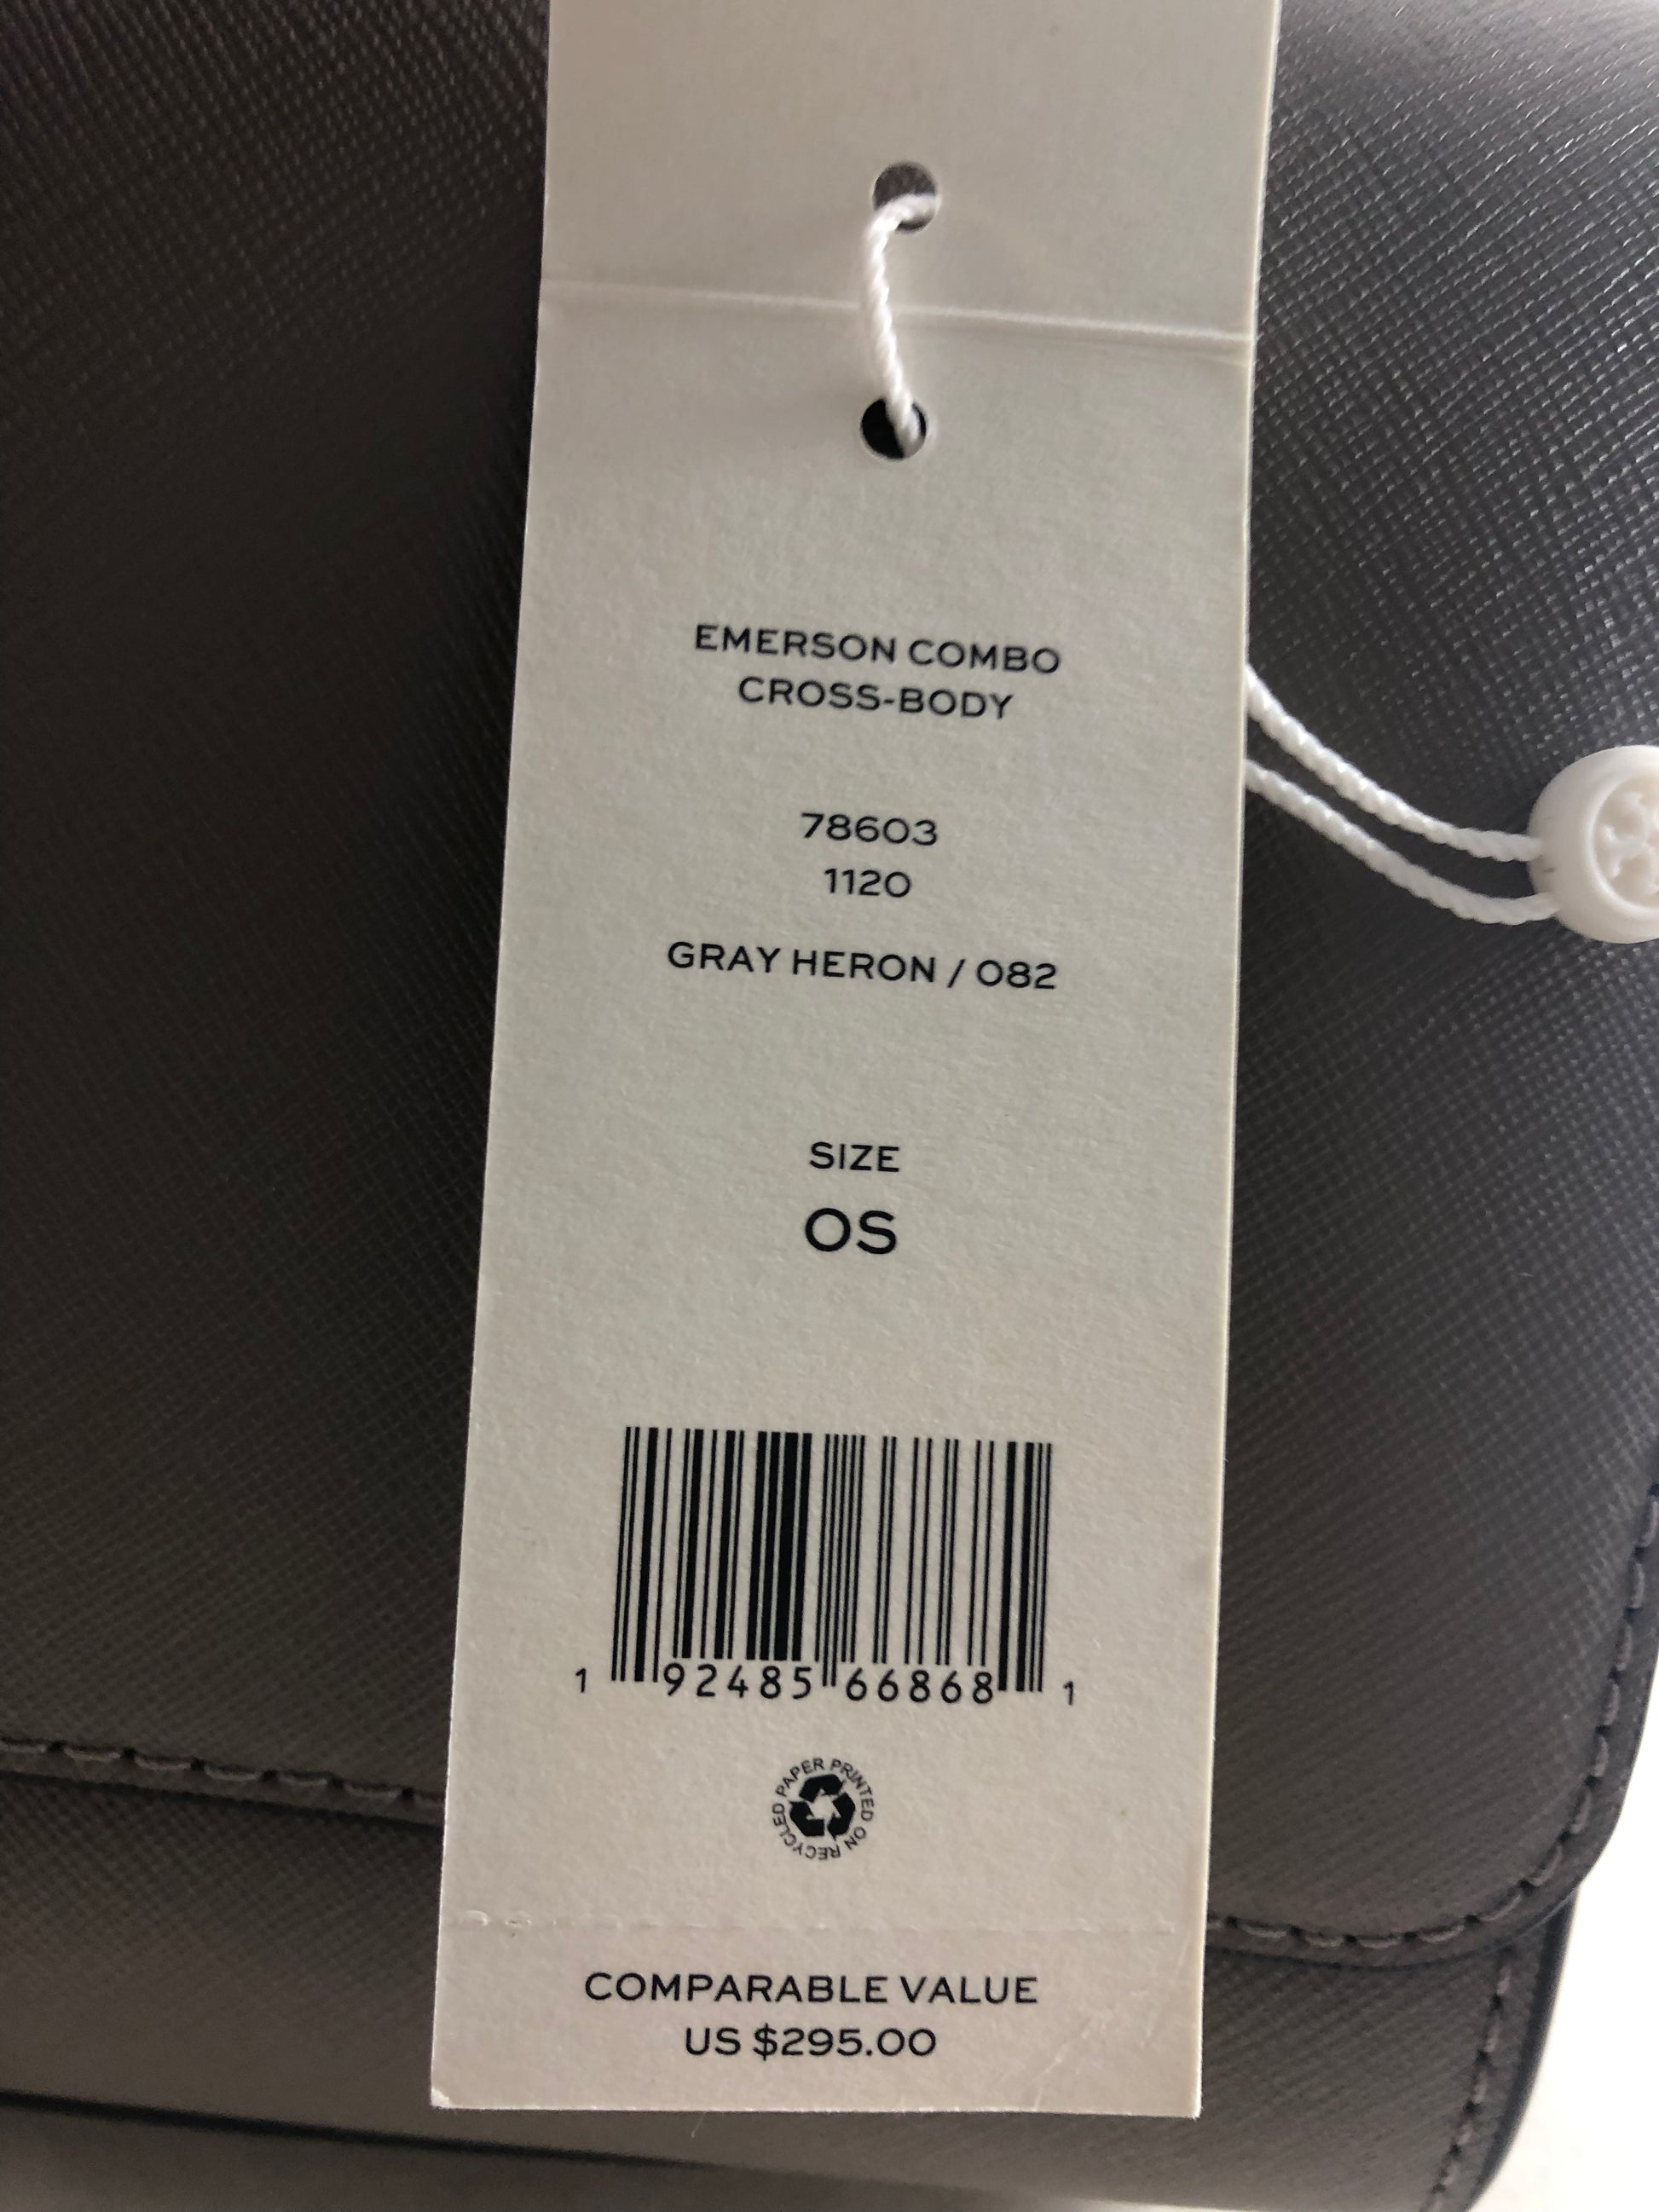 EMERSON COMBO
CROSS-BODY
78603
1120
GRAY HERON / 082
SIZE
OS
1 92485 66868 1
PRINTED ON RECYCLED PAPER
COMPARABLE VALUE
US $295.00